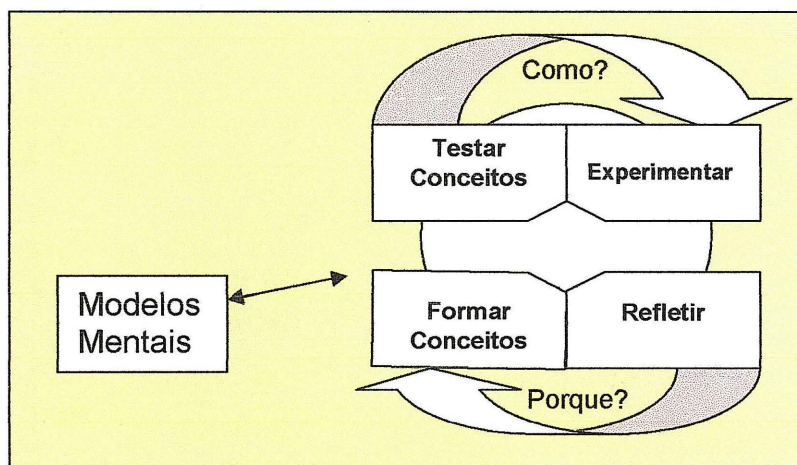 Como?
Testar
Conceitos
Experimentar
Modelos
Mentais
Formar
Conceitos
Refletir
Porque?